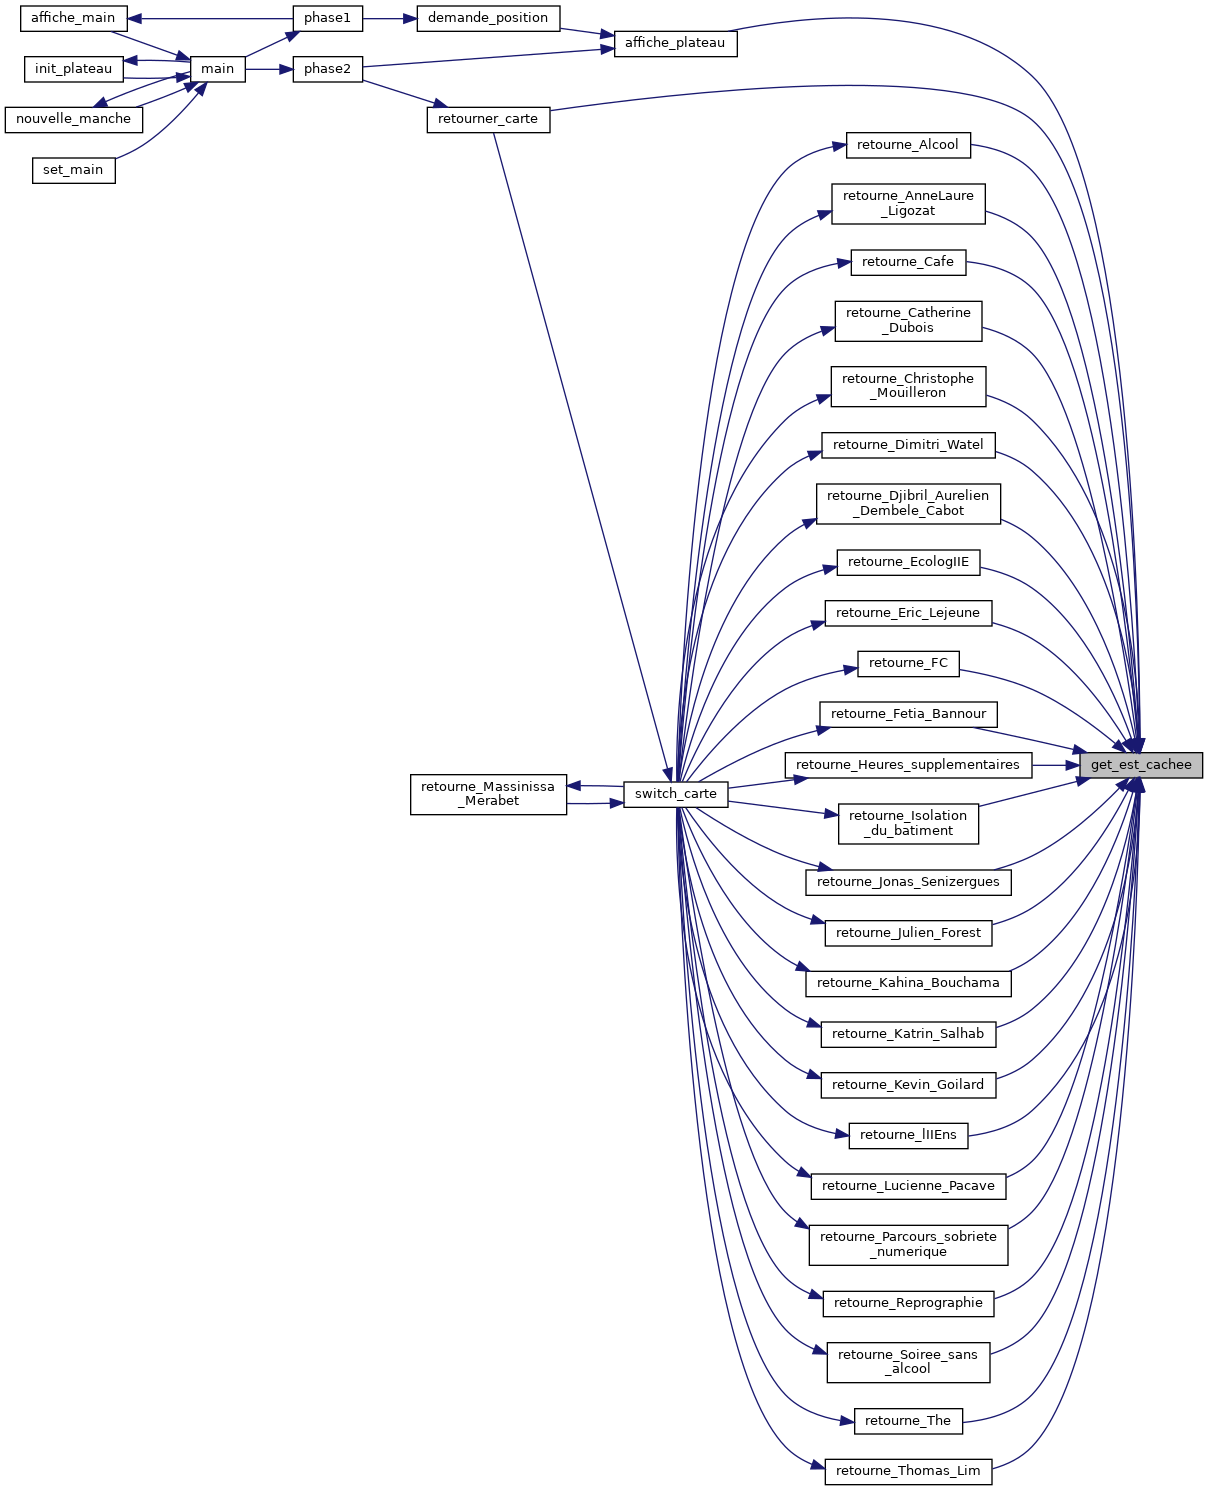 affiche_main
phase1
demande_position
affiche_plateau
init_plateau
main
phase2
nouvelle_manche
retourner_carte
set_main
retourne_Alcool
retourne_AnneLaure
_Ligozat
retourne_Cafe
retourne_Catherine
_Dubois
retourne_Christophe
_Mouilleron
retourne_Dimitri_Watel
retourne_Djibril_Aurelien
_Dembele_Cabot
retourne_EcologIIE
retourne_Eric_Lejeune
retourne_FC
retourne_Fetia_Bannour
retourne_Heures_supplementaires
get_est_cachee
retourne_Massinissa
_Merabet
switch_carte
retourne_Isolation
_du_batiment
retourne_Jonas_Senizergues
retourne_Julien_Forest
retourne_Kahina_Bouchama
retourne_Katrin_Salhab
retourne_Kevin_Goilard
retourne_lIIEns
retourne_Lucienne_Pacave
retourne_Parcours_sobriete
_numerique
retourne_Reprographie
retourne_Soiree_sans
_alcool
retourne_The
retourne_Thomas_Lim